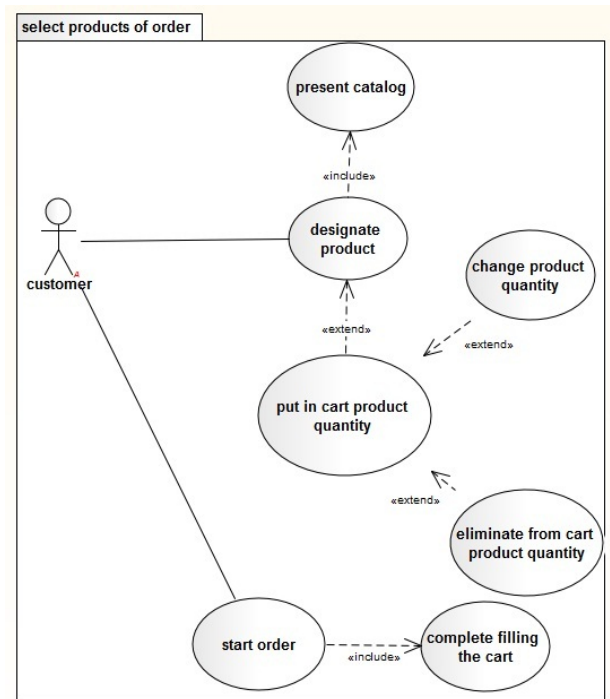 select products of order
present catalog
«include»
designate
product
customer
A
change product
quantity
«extend»
«extend»
put in cart product
quantity
«extend»
eliminate from cart
product quantity
start order
«include»
complete filling
the cart